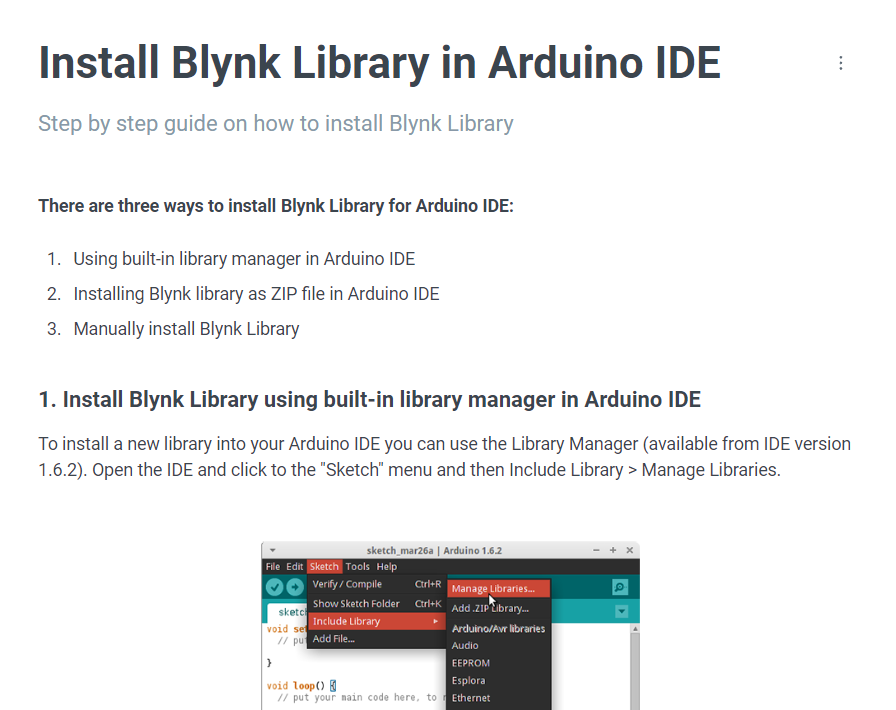 Install Blynk Library in Arduino IDE
Step by step guide on how to install Blynk Library
There are three ways to install Blynk Library for Arduino IDE:
1. Using built-in library manager in Arduino IDE
2. Installing Blynk library as ZIP file in Arduino IDE
3. Manually install Blynk Library
1. Install Blynk Library using built-in library manager in Arduino IDE
To install a new library into your Arduino IDE you can use the Library Manager (available from IDE version
1.6.2). Open the IDE and click to the "Sketch" menu and then Include Library > Manage Libraries.
sketch_mar26a | Arduino 1.6.2
File Edit Sketch Tools Help
Verify / Compile Ctrl+R
Show Sketch Folder Ctrl+K
Include Library
Add File...
Manage Libraries...
Add .ZIP Library...
Arduino/Avr libraries
Audio
EEPROM
Esplora
Ethernet
void
// 
}
void loop() {
// put your main code here, to